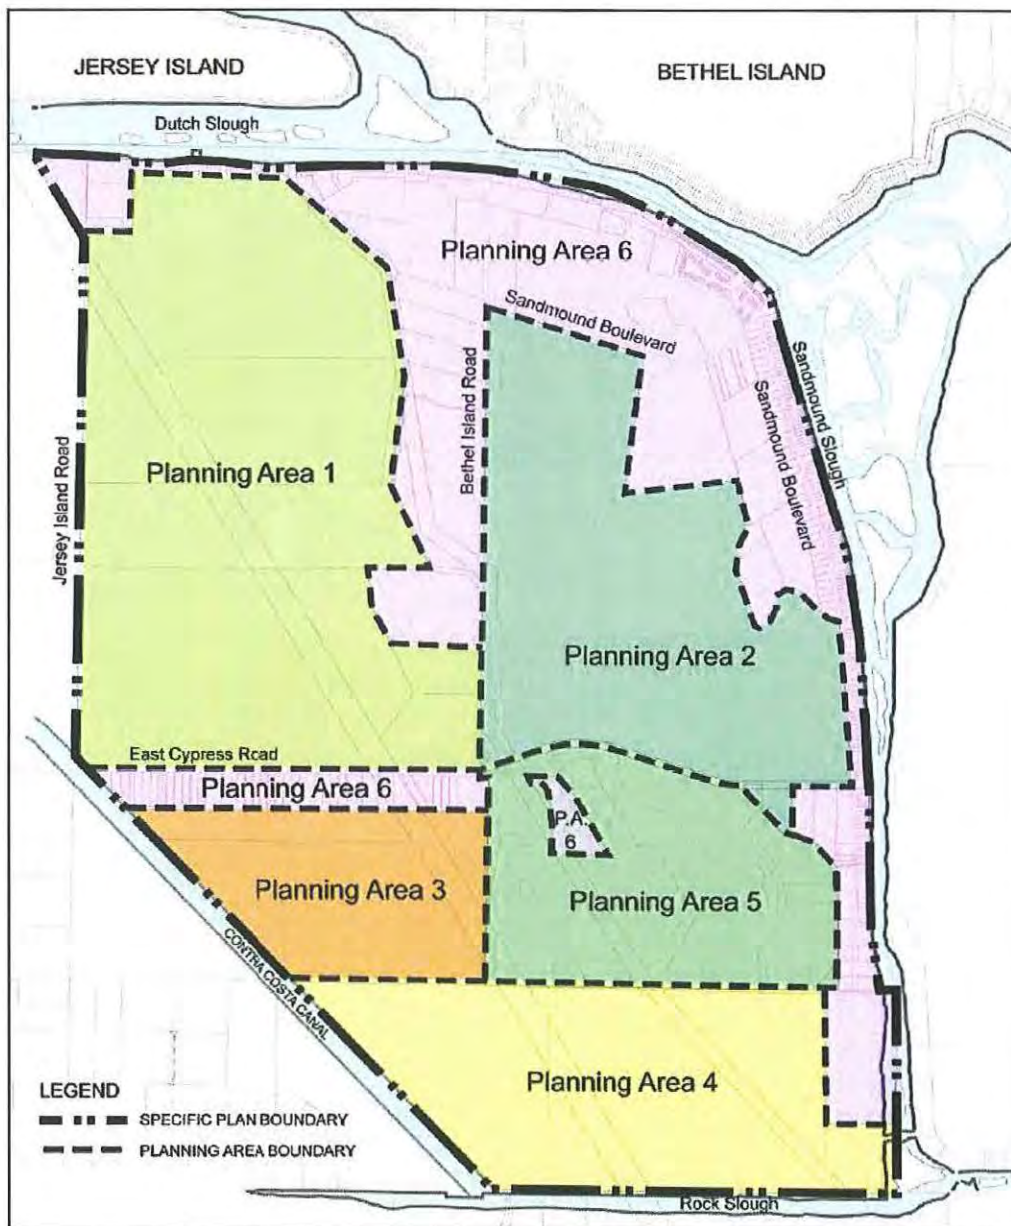 JERSEY ISLAND
BETHEL ISLAND
Dutch Slough
Planning Area 6
Sandmound Boulevard
Bethel Island Road
Sandmound Slough
Sandmound Boulevard
Planning Area 1
Jersey Island Road
Planning Area 2
East Cypress Road
Planning Area 6
P.A.
6
Planning Area 3
Planning Area 5
CONTRA COSTA CANAL
Planning Area 4
LEGEND
SPECIFIC PLAN BOUNDARY
PLANNING AREA BOUNDARY
Rock Slough